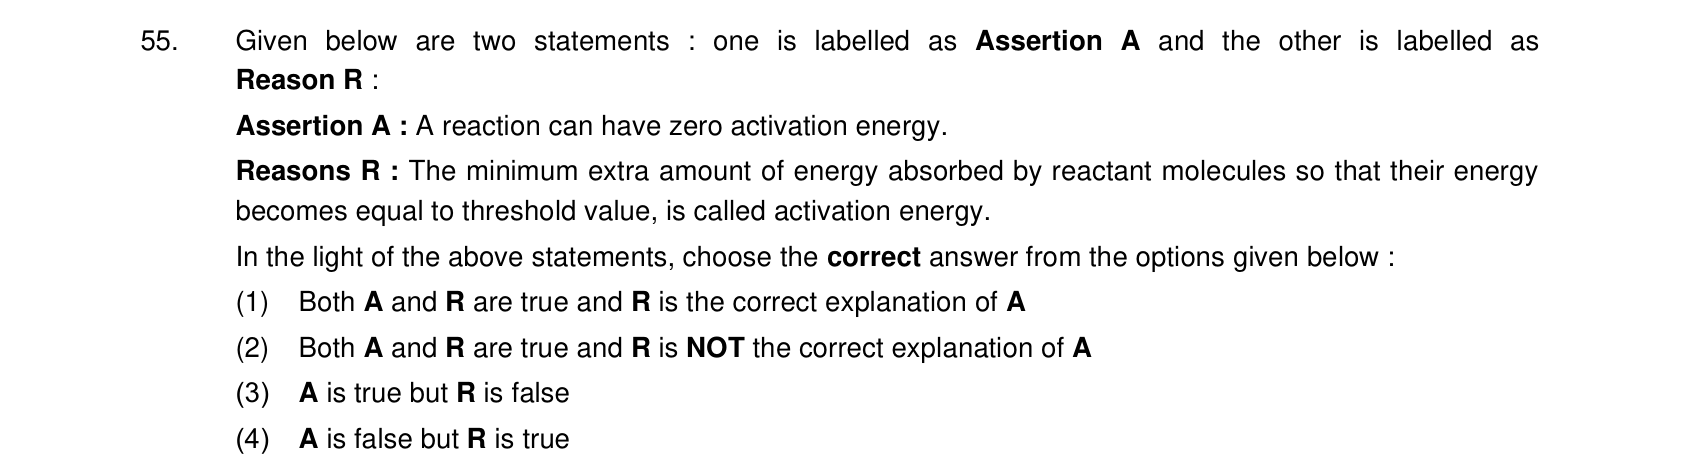 55. Given below are two statements : one is labelled as Assertion A and the other is labelled as
Reason R :
Assertion A : A reaction can have zero activation energy.
Reasons R : The minimum extra amount of energy absorbed by reactant molecules so that their energy
becomes equal to threshold value, is called activation energy.
In the light of the above statements, choose the correct answer from the options given below :
(1) Both A and R are true and R is the correct explanation of A
(2) Both A and R are true and R is NOT the correct explanation of A
(3) A is true but R is false
(4) A is false but R is true